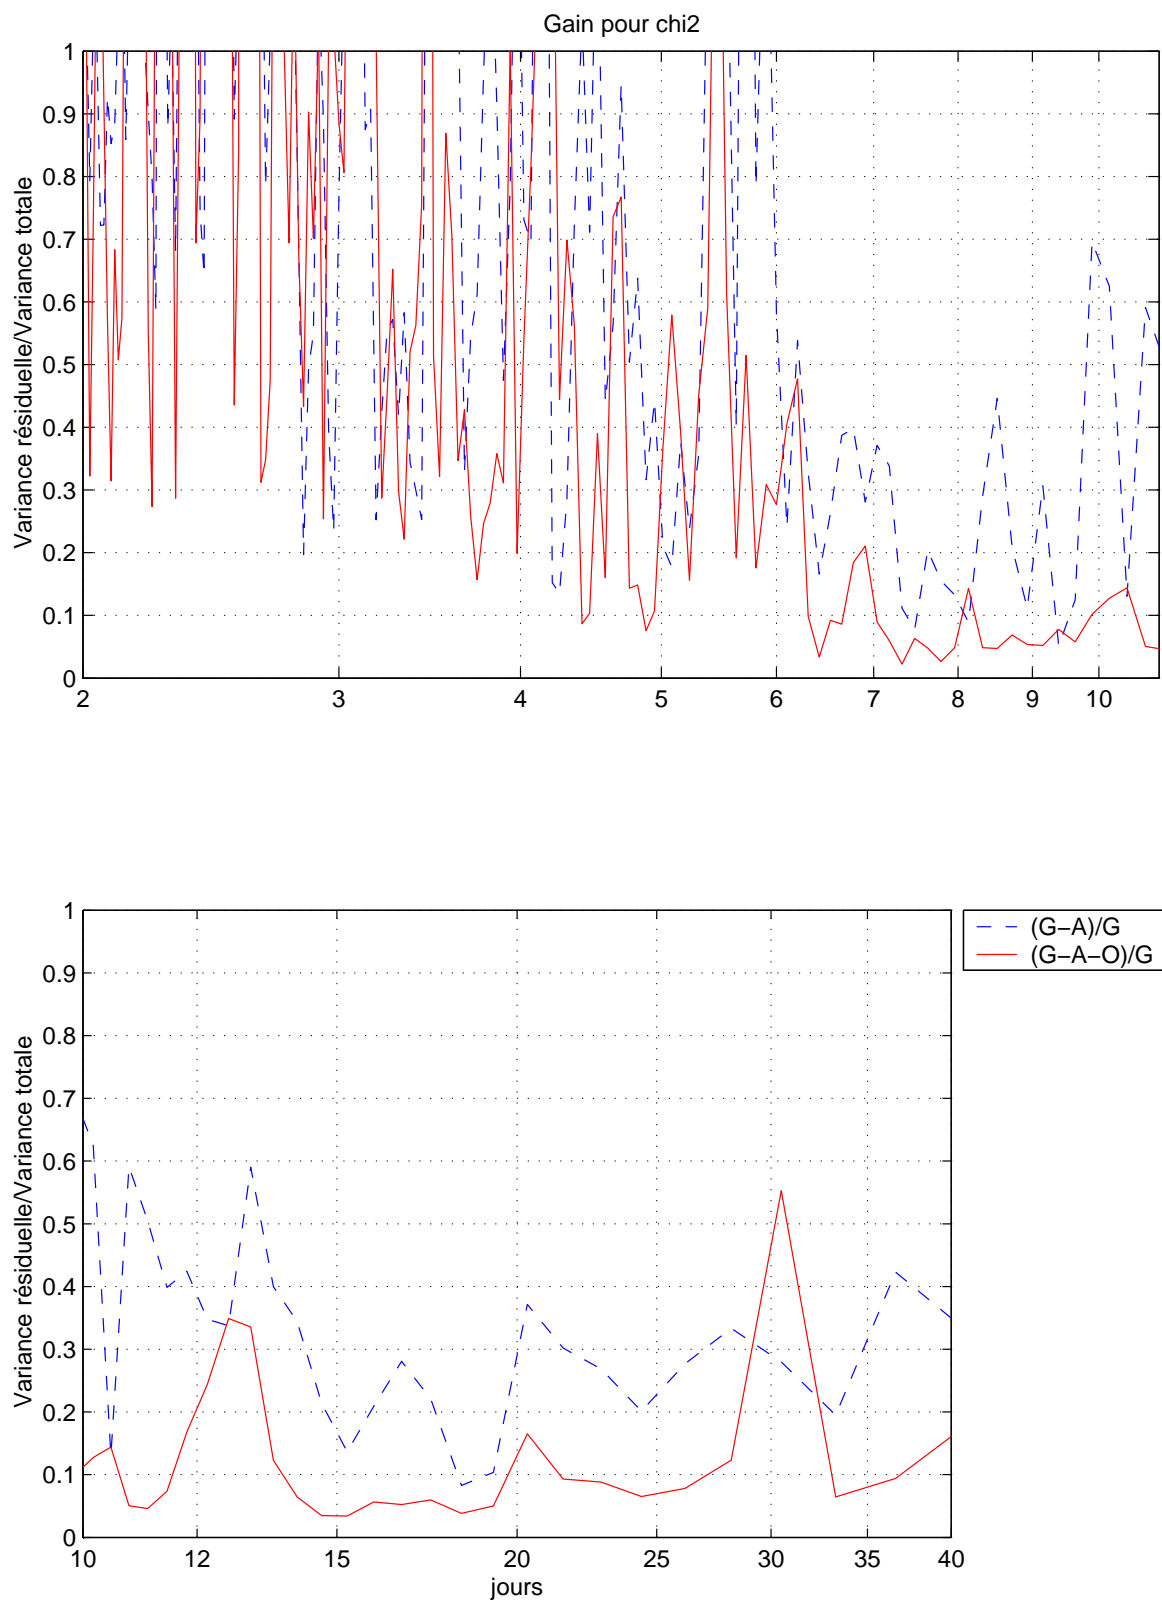 Gain pour chi2
Variance résiduelle/Variance totale
1
0.9
0.8
0.7
0.6
0.5
0.4
0.3
0.2
0.1
0
2 3 4 5 6 7 8 9 10
Variance résiduelle/Variance totale
1
0.9
0.8
0.7
0.6
0.5
0.4
0.3
0.2
0.1
0
10 12 15 20 25 30 35 40
jours
(G−A)/G
(G−A−O)/G